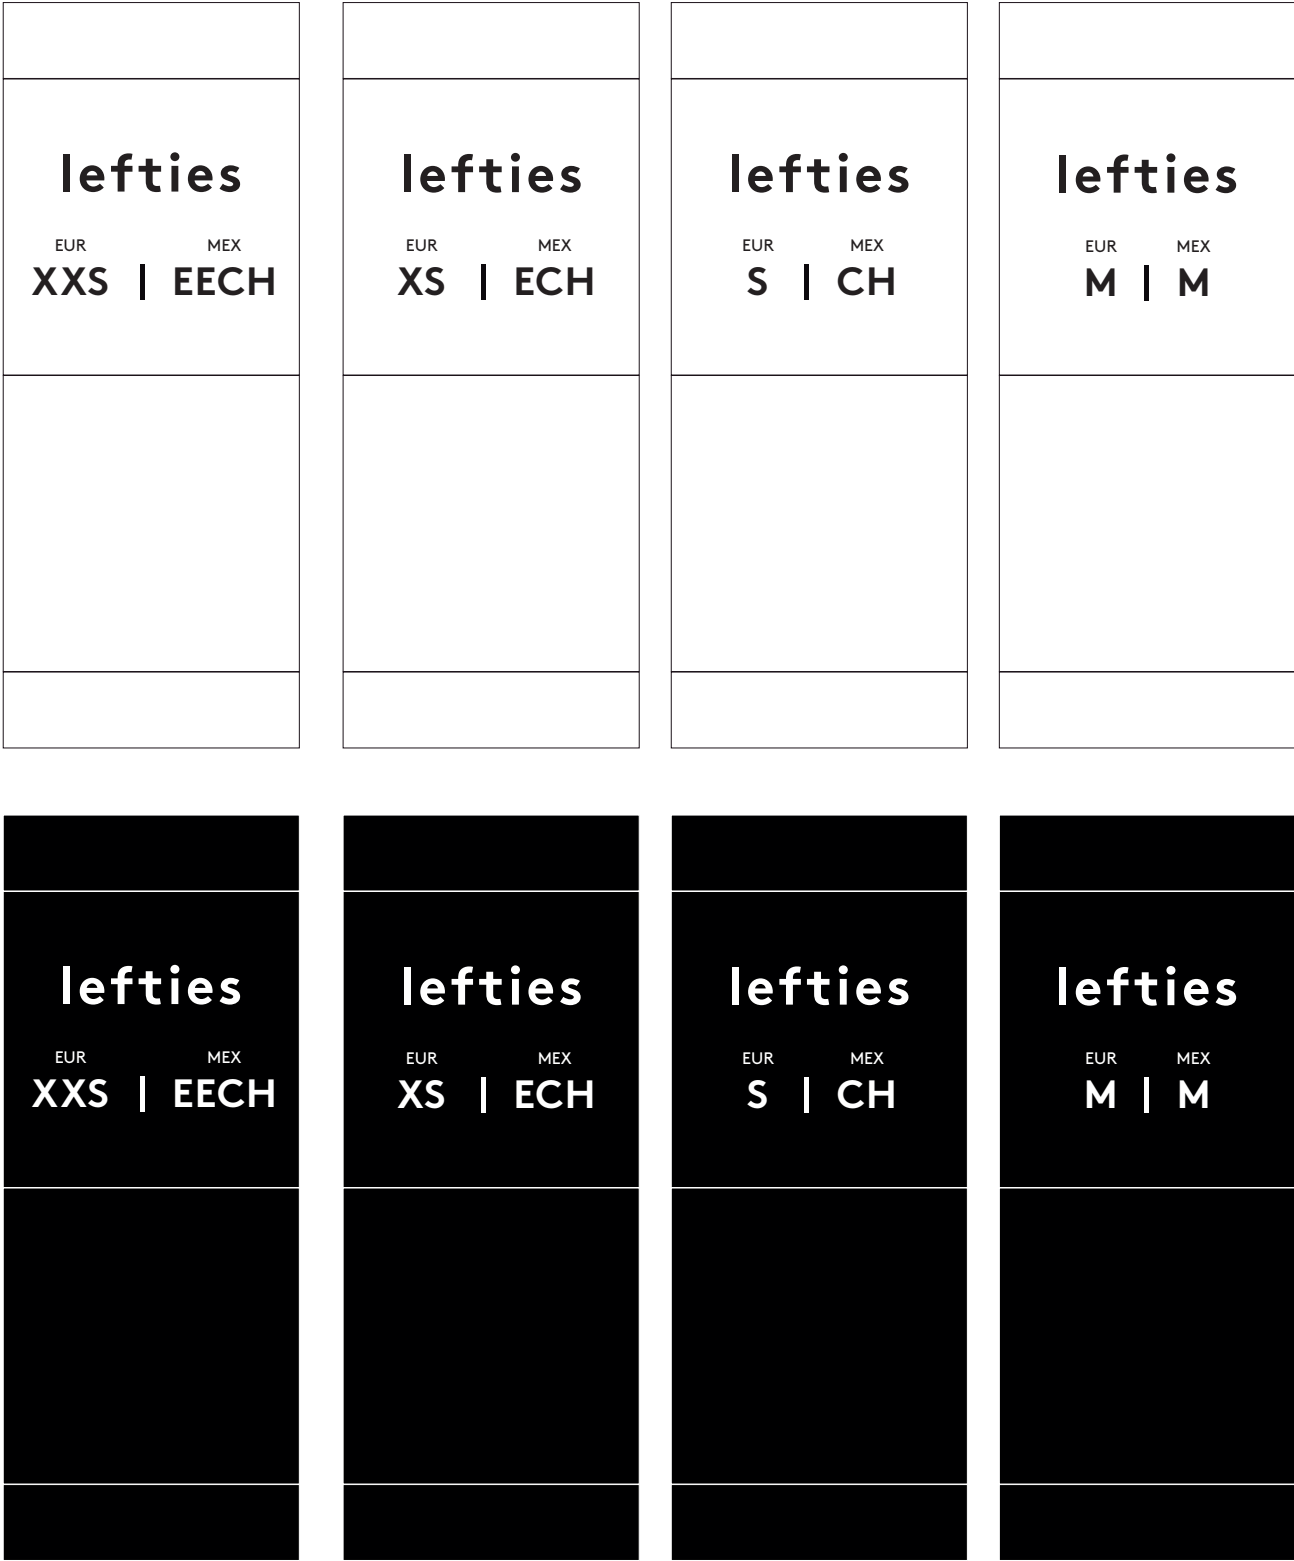 lefties
EUR MEX
XXS | EECH
lefties
EUR MEX
XS | ECH
lefties
EUR MEX
S | CH
lefties
EUR MEX
M | M
lefties
EUR MEX
XXS | EECH
lefties
EUR MEX
XS | ECH
lefties
EUR MEX
S | CH
lefties
EUR MEX
M | M